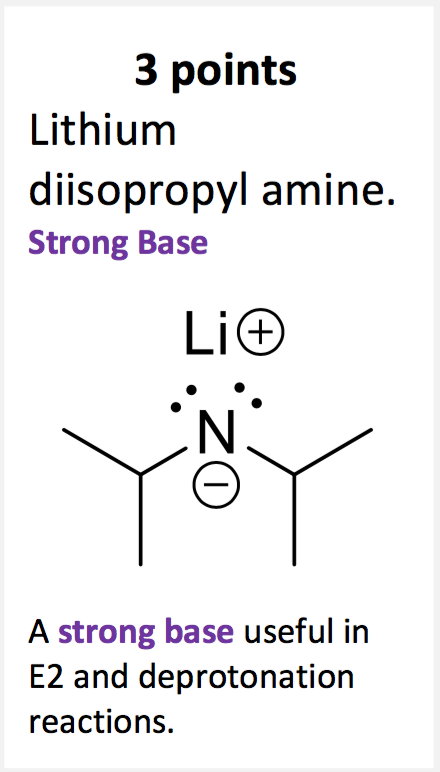 3 points
Lithium
diisopropyl amine.
Strong Base
Li⊕
N
⊖
A strong base useful in
E2 and deprotonation
reactions.